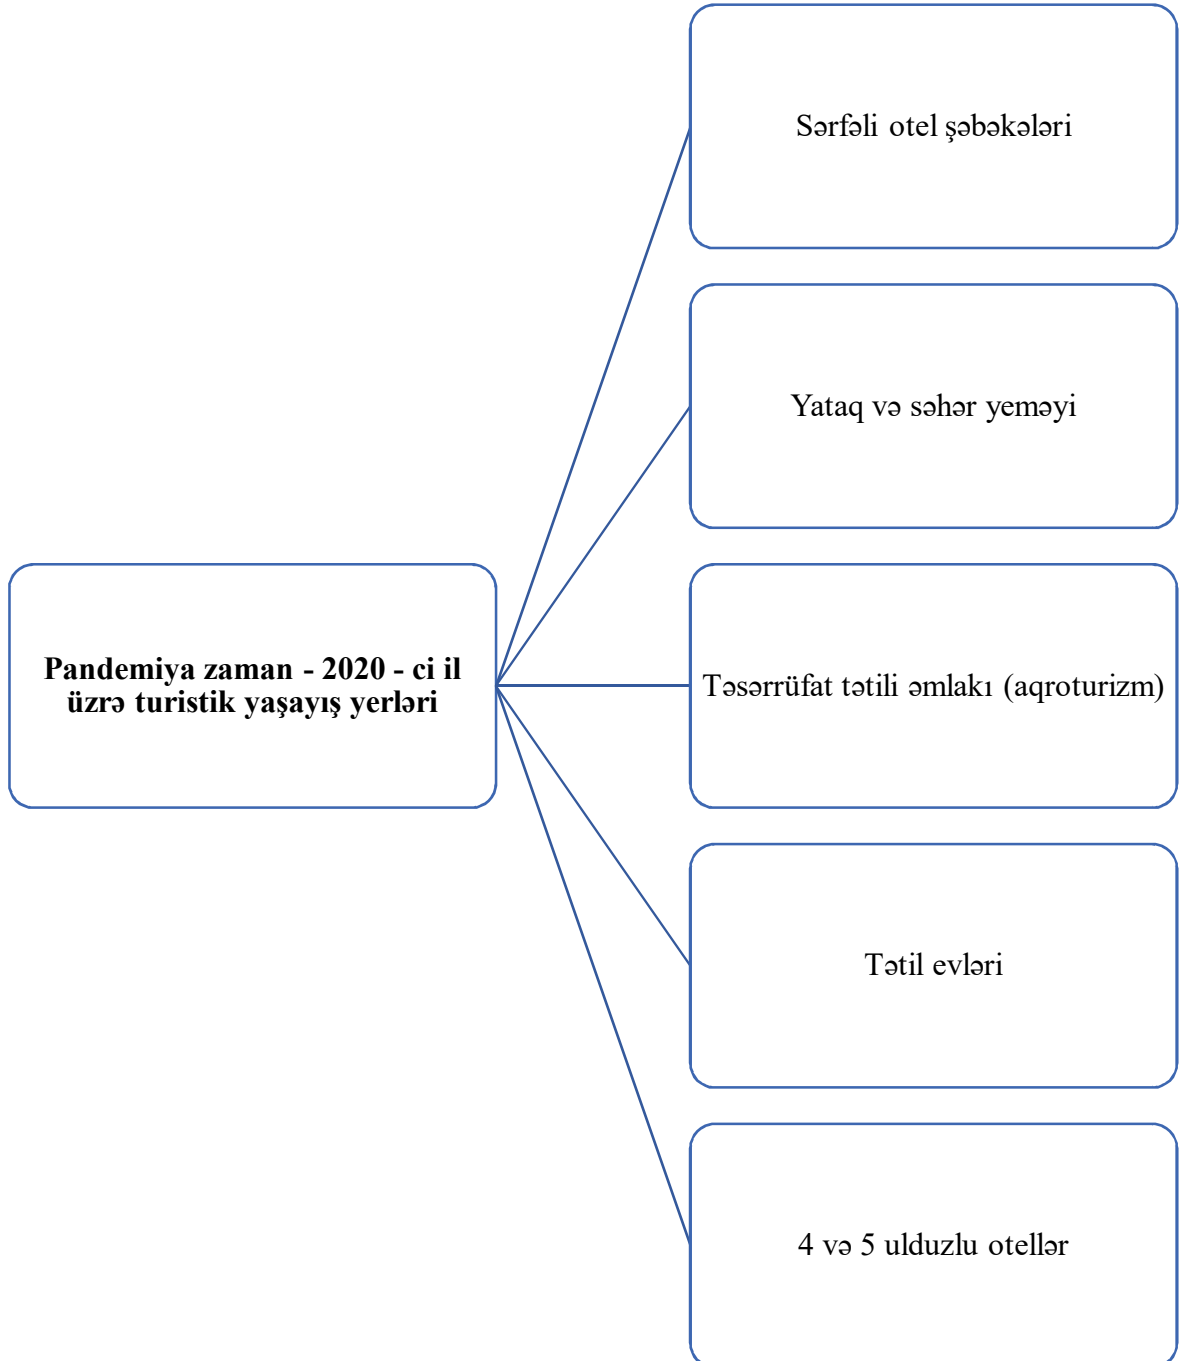 Sərfəli otel şəbəkələri
Yataq və səhər yeməyi
Pandemiya zaman - 2020 - ci il
üzrə turistik yaşayış yerləri
Təsərrüfat tətili əmlakı (aqroturizm)
Tətil evləri
4 və 5 ulduzlu otellər